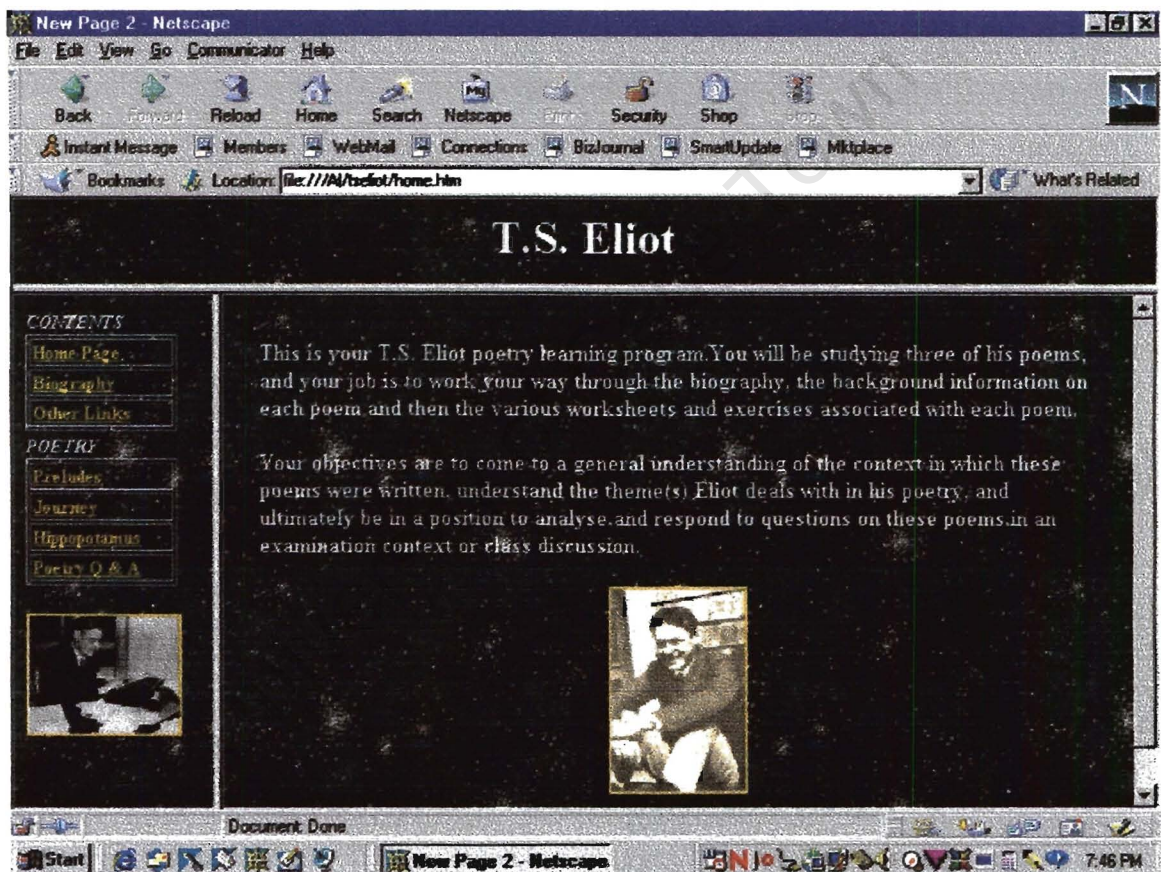 New Page 2 - Netscape
File Edit View Go Communicator Help
Back Forward Reload Home Search Netscape Print Security Shop Stop
Instant Message Members WebMail Connections BizJournal SmartUpdate Mktplace
Bookmarks Location: file:///A|/tseliot/home.htm What's Related
T.S. Eliot
CONTENTS
Home Page
Biography
Other Links
POETRY
Preludes
Journey
Hippopotamus
Poetry Q & A
This is your T.S. Eliot poetry learning program.You will be studying three of his poems,
and your job is to work your way through the biography, the background information on
each poem and then the various worksheets and exercises associated with each poem.
Your objectives are to come to a general understanding of the context in which these
poems were written, understand the theme(s) Eliot deals with in his poetry, and
ultimately be in a position to analyse and respond to questions on these poems in an
examination context or class discussion.
Document: Done
Start New Page 2 - Netscape 7:46 PM